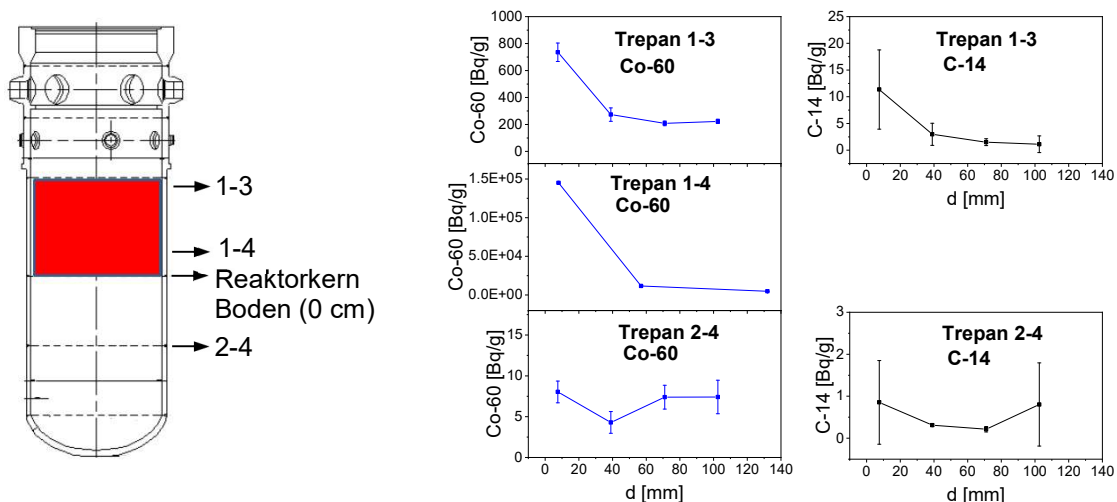 1-3
1-4
Reaktorkern
Boden (0 cm)
2-4
Co-60 [Bq/g]
1000
800
600
400
200
0
Trepan 1-3
Co-60
Co-60 [Bq/g]
1.5E+05
1.0E+05
5.0E+04
0.0E+00
Trepan 1-4
Co-60
Co-60 [Bq/g]
15
10
5
0
Trepan 2-4
Co-60
0 20 40 60 80 100 120 140
d [mm]
C-14 [Bq/g]
25
20
15
10
5
0
Trepan 1-3
C-14
0 20 40 60 80 100 120 140
d [mm]
C-14 [Bq/g]
3
2
1
0
Trepan 2-4
C-14
0 20 40 60 80 100 120 140
d [mm]